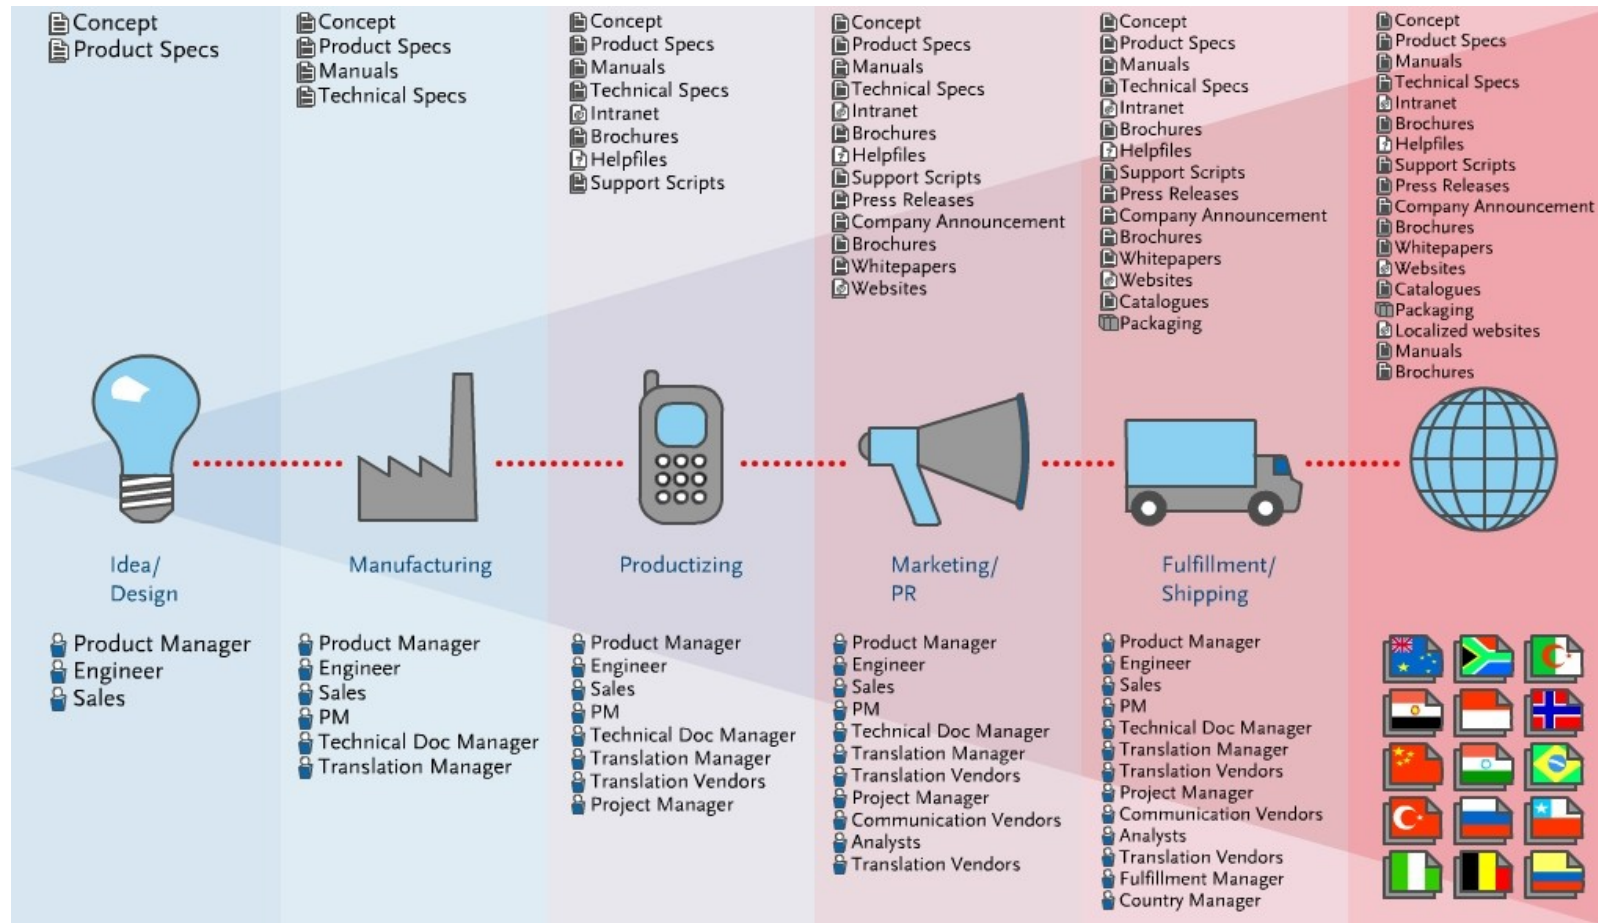 Concept
Product Specs
Concept
Product Specs
Manuals
Technical Specs
Concept
Product Specs
Manuals
Technical Specs
Intranet
Brochures
Helpfiles
Support Scripts
Concept
Product Specs
Manuals
Technical Specs
Intranet
Brochures
Helpfiles
Support Scripts
Press Releases
Company Announcement
Brochures
Whitepapers
Websites
Concept
Product Specs
Manuals
Technical Specs
Intranet
Brochures
Helpfiles
Support Scripts
Press Releases
Company Announcement
Brochures
Whitepapers
Websites
Catalogues
Packaging
Concept
Product Specs
Manuals
Technical Specs
Intranet
Brochures
Helpfiles
Support Scripts
Press Releases
Company Announcement
Brochures
Whitepapers
Websites
Catalogues
Packaging
Localized websites
Manuals
Brochures
Idea/
Design
Manufacturing
Productizing
Marketing/
PR
Fulfillment/
Shipping
Product Manager
Engineer
Sales
Product Manager
Engineer
Sales
PM
Technical Doc Manager
Translation Manager
Product Manager
Engineer
Sales
PM
Technical Doc Manager
Translation Manager
Translation Vendors
Project Manager
Product Manager
Engineer
Sales
PM
Technical Doc Manager
Translation Manager
Translation Vendors
Project Manager
Communication Vendors
Analysts
Translation Vendors
Product Manager
Engineer
Sales
PM
Technical Doc Manager
Translation Manager
Translation Vendors
Project Manager
Communication Vendors
Analysts
Translation Vendors
Fulfillment Manager
Country Manager